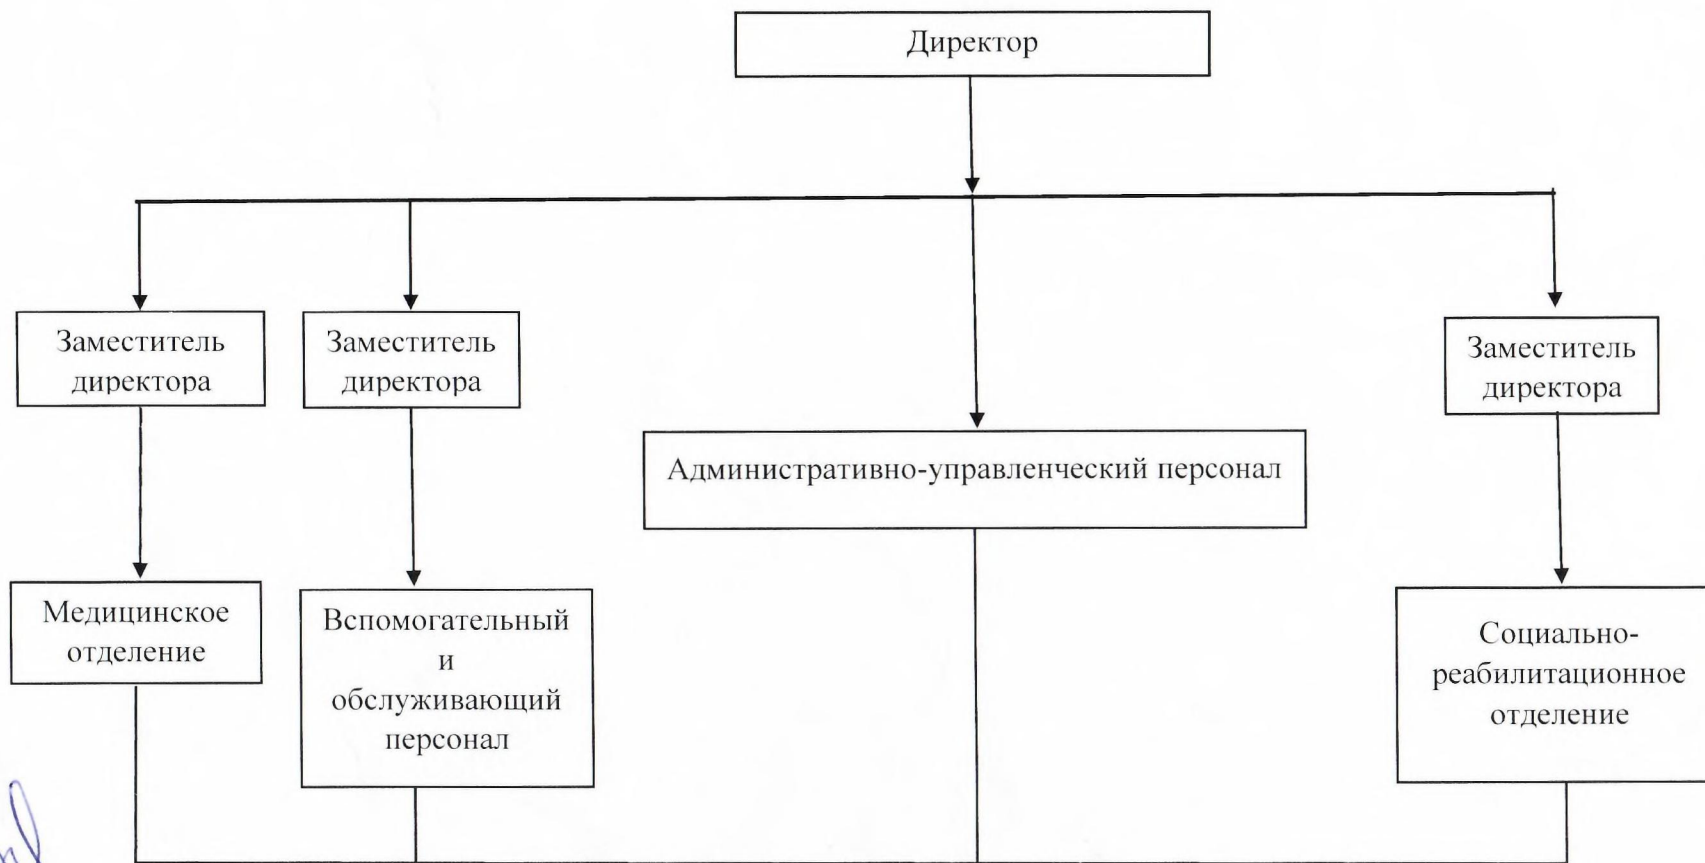 Директор
Заместитель
директора
Заместитель
директора
Заместитель
директора
Административно-управленческий персонал
Медицинское
отделение
Вспомогательный
и
обслуживающий
персонал
Социально-
реабилитационное
отделение